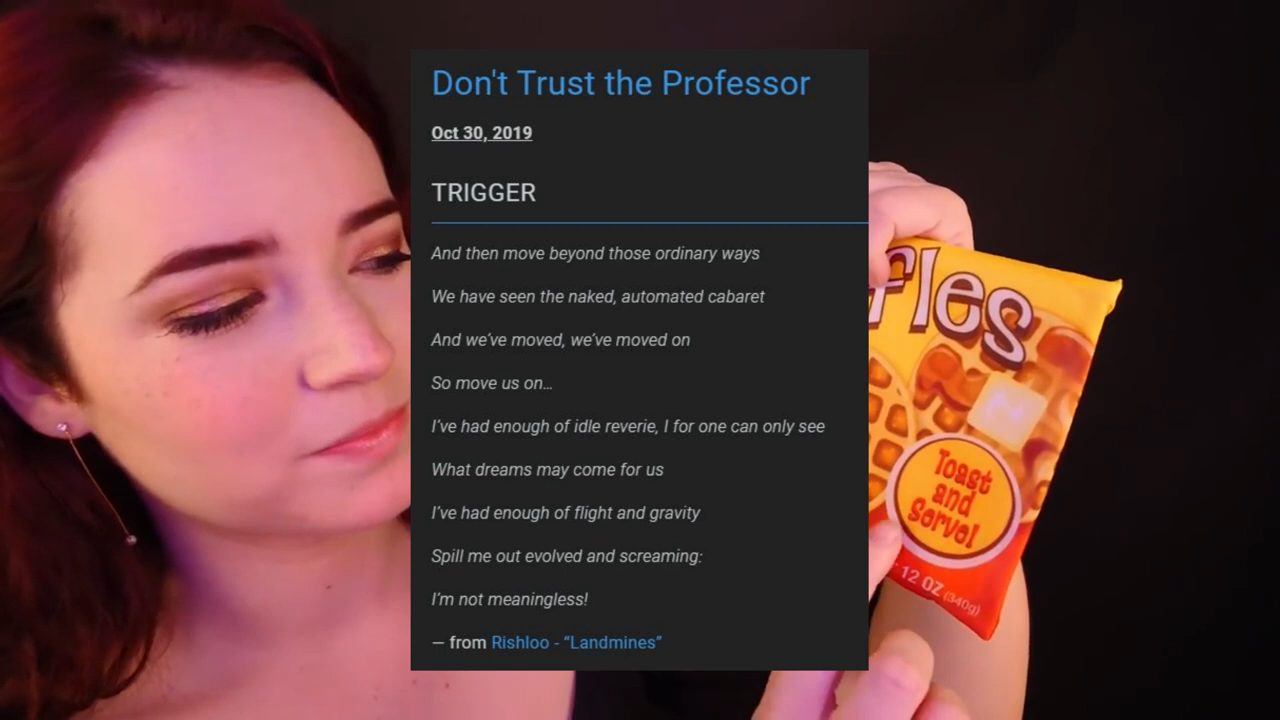 Don't Trust the Professor
Oct 30, 2019
TRIGGER
And then move beyond those ordinary ways
We have seen the naked, automated cabaret
And we’ve moved, we’ve moved on
So move us on…
I’ve had enough of idle reverie, I for one can only see
What dreams may come for us
I’ve had enough of flight and gravity
Spill me out evolved and screaming:
I’m not meaningless!
— from Rishloo - “Landmines”
fles
Toast
and
Serve!
12 OZ (340g)